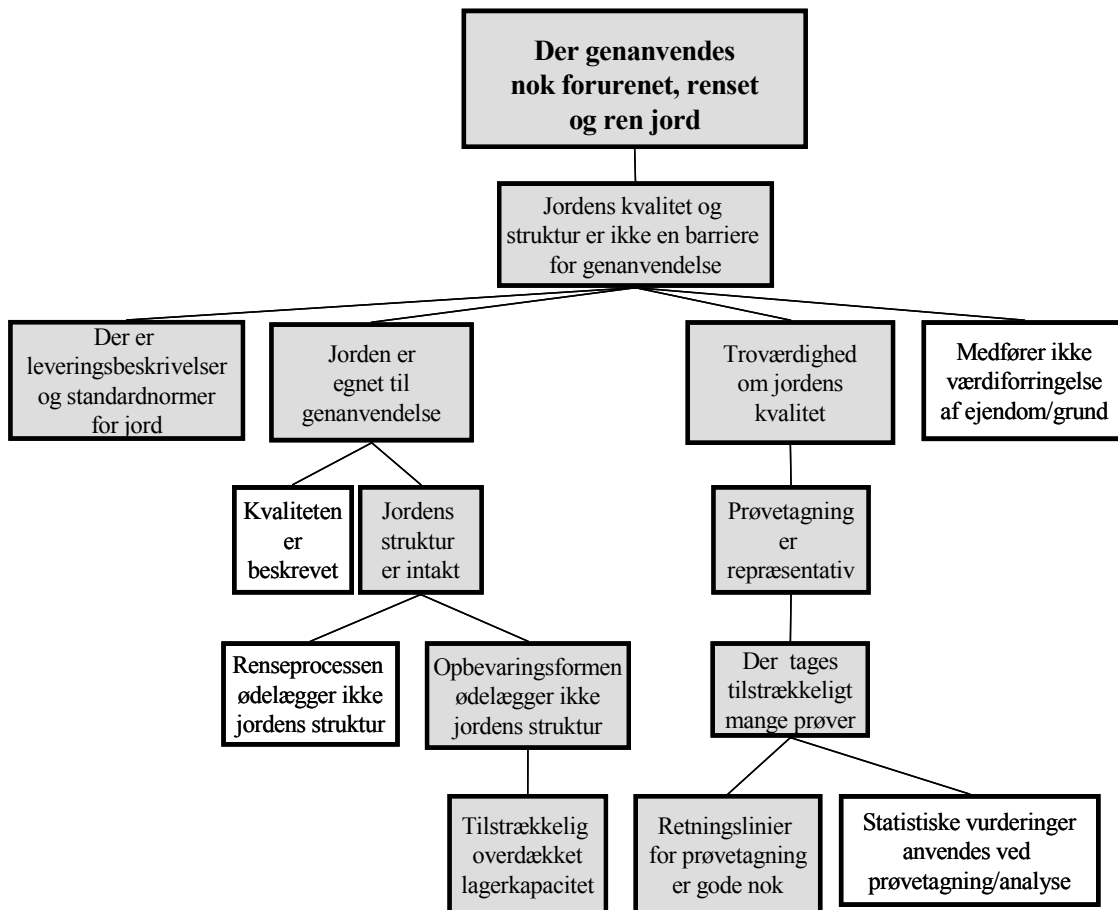 Der genanvendes
nok forurenet, renset
og ren jord
Jordens kvalitet og
struktur er ikke en barriere
for genanvendelse
Der er
leveringsbeskrivelser
og standardnormer
for jord
Jorden er
egnet til
genanvendelse
Troværdighed
om jordens
kvalitet
Medfører ikke
værdiforringelse
af ejendom/grund
Kvaliteten
er
beskrevet
Jordens
struktur
er intakt
Prøvetagning
er
repræsentativ
Renseprocessen
ødelægger ikke
jordens struktur
Opbevaringsformen
ødelægger ikke
jordens struktur
Der tages
tilstrækkeligt
mange prøver
Tilstrækkelig
overdækket
lagerkapacitet
Retningslinier
for prøvetagning
er gode nok
Statistiske vurderinger
anvendes ved
prøvetagning/analyse